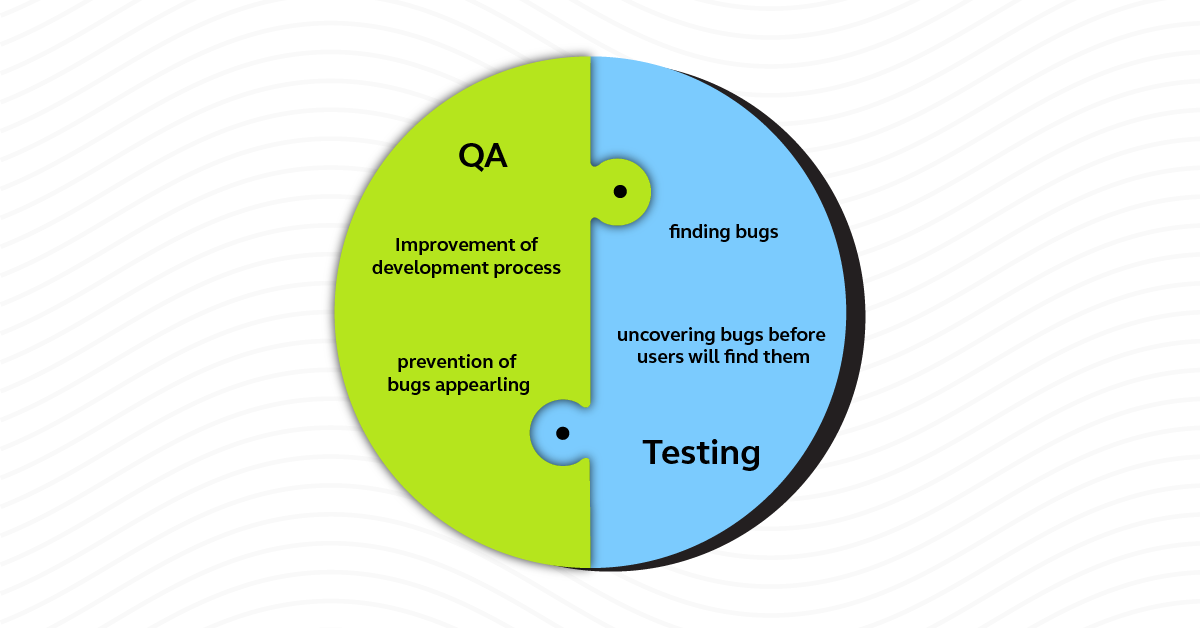 QA
Improvement of
development process
prevention of
bugs appearling
finding bugs
uncovering bugs before
users will find them
Testing